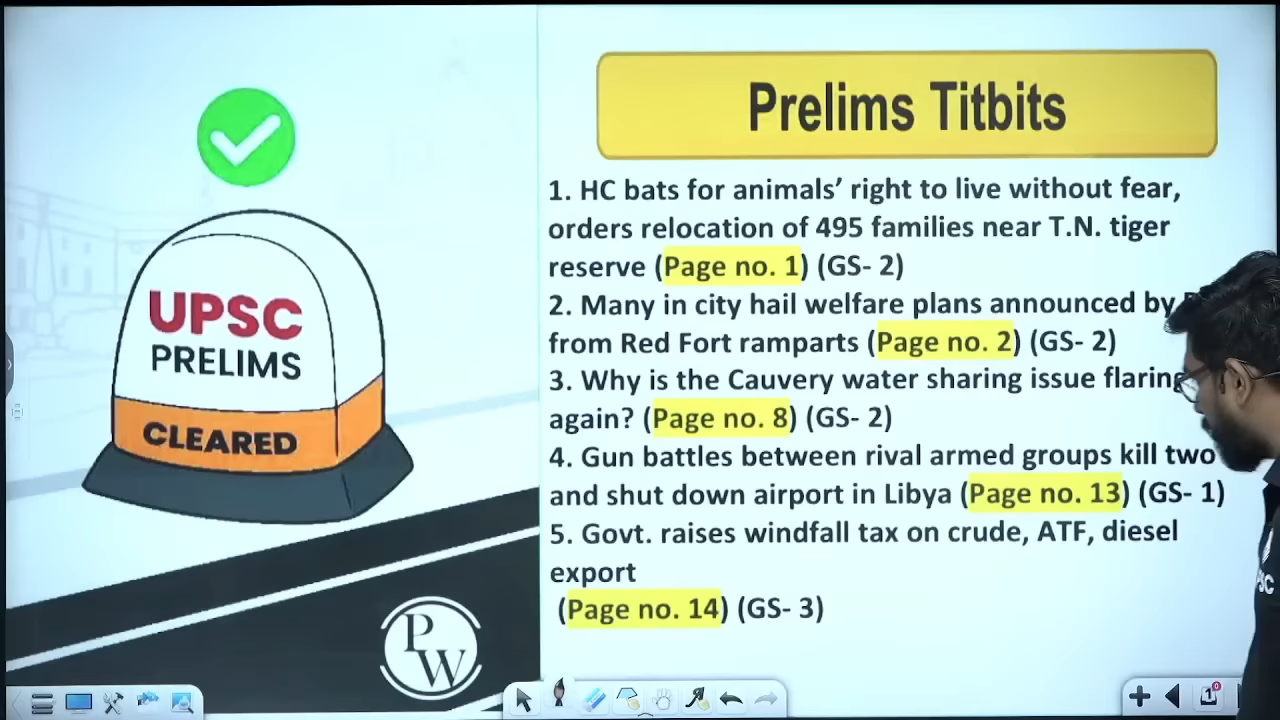 Prelims Titbits
1. HC bats for animals’ right to live without fear,
orders relocation of 495 families near T.N. tiger
reserve (Page no. 1) (GS- 2)
2. Many in city hail welfare plans announced by
from Red Fort ramparts (Page no. 2) (GS- 2)
3. Why is the Cauvery water sharing issue flaring
again? (Page no. 8) (GS- 2)
4. Gun battles between rival armed groups kill two
and shut down airport in Libya (Page no. 13) (GS- 1)
5. Govt. raises windfall tax on crude, ATF, diesel
export
(Page no. 14) (GS- 3)
UPSC
PRELIMS
CLEARED
PW
1